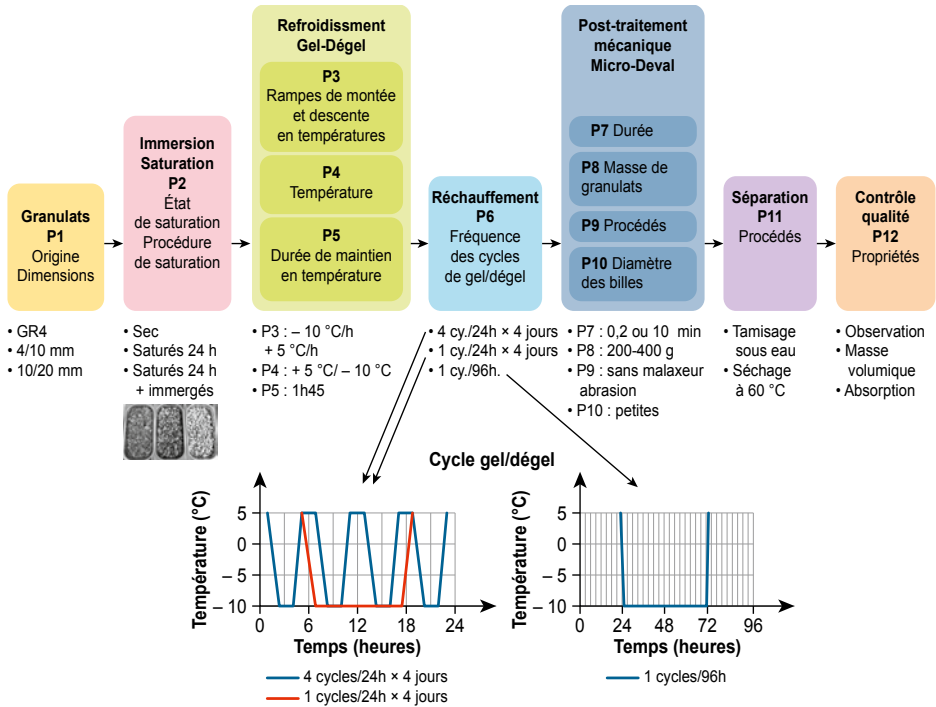 Granulats
P1
Origine
Dimensions
Immersion
Saturation
P2
État
de saturation
Procédure
de saturation
Refroidissment
Gel-Dégel
P3
Rampes de montée
et descente
en températures
P4
Température
P5
Durée de maintien
en température
Réchauffement
P6
Fréquence
des cycles
de gel/dégel
Post-traitement
mécanique
Micro-Deval
P7 Durée
P8 Masse de
granulats
P9 Procédés
P10 Diamètre
des billes
Séparation
P11
Procédés
Contrôle
qualité
P12
Propriétés
• GR4
• 4/10 mm
• 10/20 mm
• Sec
• Saturés 24 h
• Saturés 24 h
+ immergés
• P3 : – 10 °C/h
+ 5 °C/h
• P4 : + 5 °C/ – 10 °C
• P5 : 1h45
• 4 cy./24h × 4 jours
• 1 cy./24h × 4 jours
• 1 cy./96h.
• P7 : 0,2 ou 10 min
• P8 : 200-400 g
• P9 : sans malaxeur
abrasion
• P10 : petites
• Tamisage
sous eau
• Séchage
à 60 °C
• Observation
• Masse
volumique
• Absorption
Cycle gel/dégel
Température (°C)
5
0
– 5
– 10
0 6 12 18 24
Temps (heures)
4 cycles/24h × 4 jours
1 cycles/24h × 4 jours
Température (°C)
5
0
– 5
– 10
0 24 48 72 96
Temps (heures)
1 cycles/96h